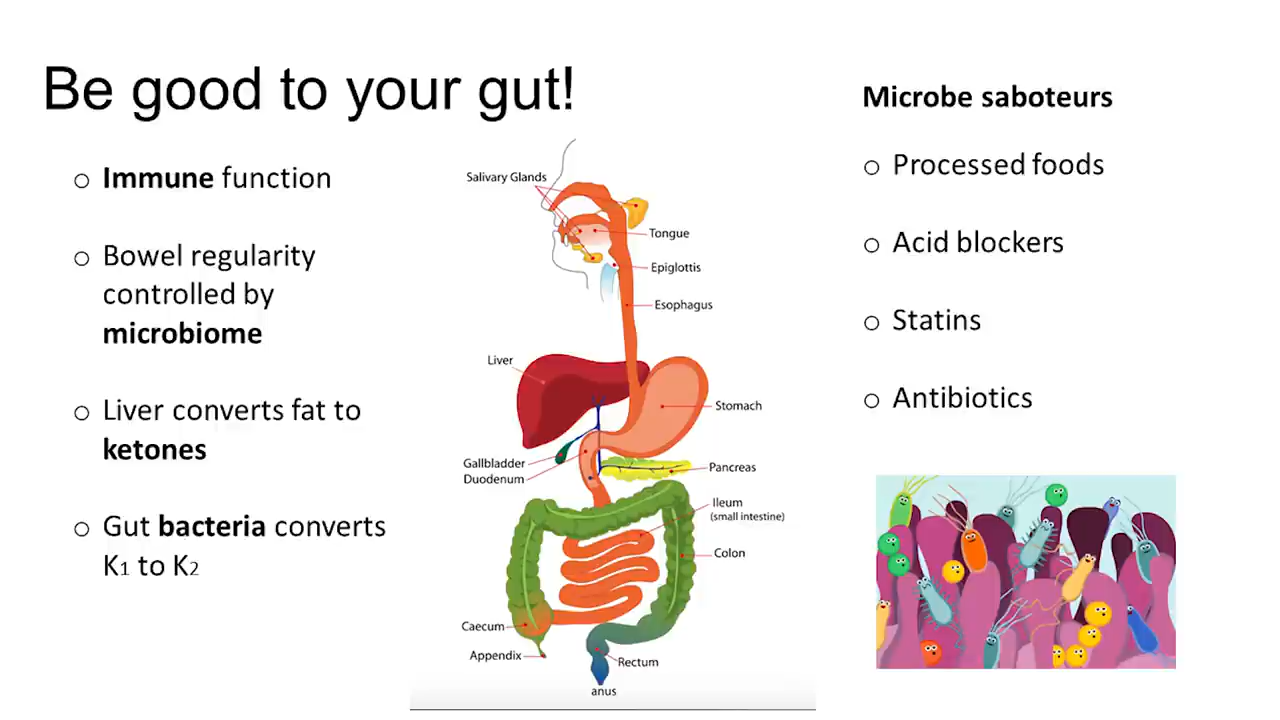 Be good to your gut!
o Immune function
o Bowel regularity
controlled by
microbiome
o Liver converts fat to
ketones
o Gut bacteria converts
K1 to K2
Salivary Glands
Tongue
Epiglottis
Esophagus
Liver
Stomach
Gallbladder
Duodenum
Pancreas
Ileum
(small intestine)
Colon
Caecum
Appendix
Rectum
anus
Microbe saboteurs
o Processed foods
o Acid blockers
o Statins
o Antibiotics